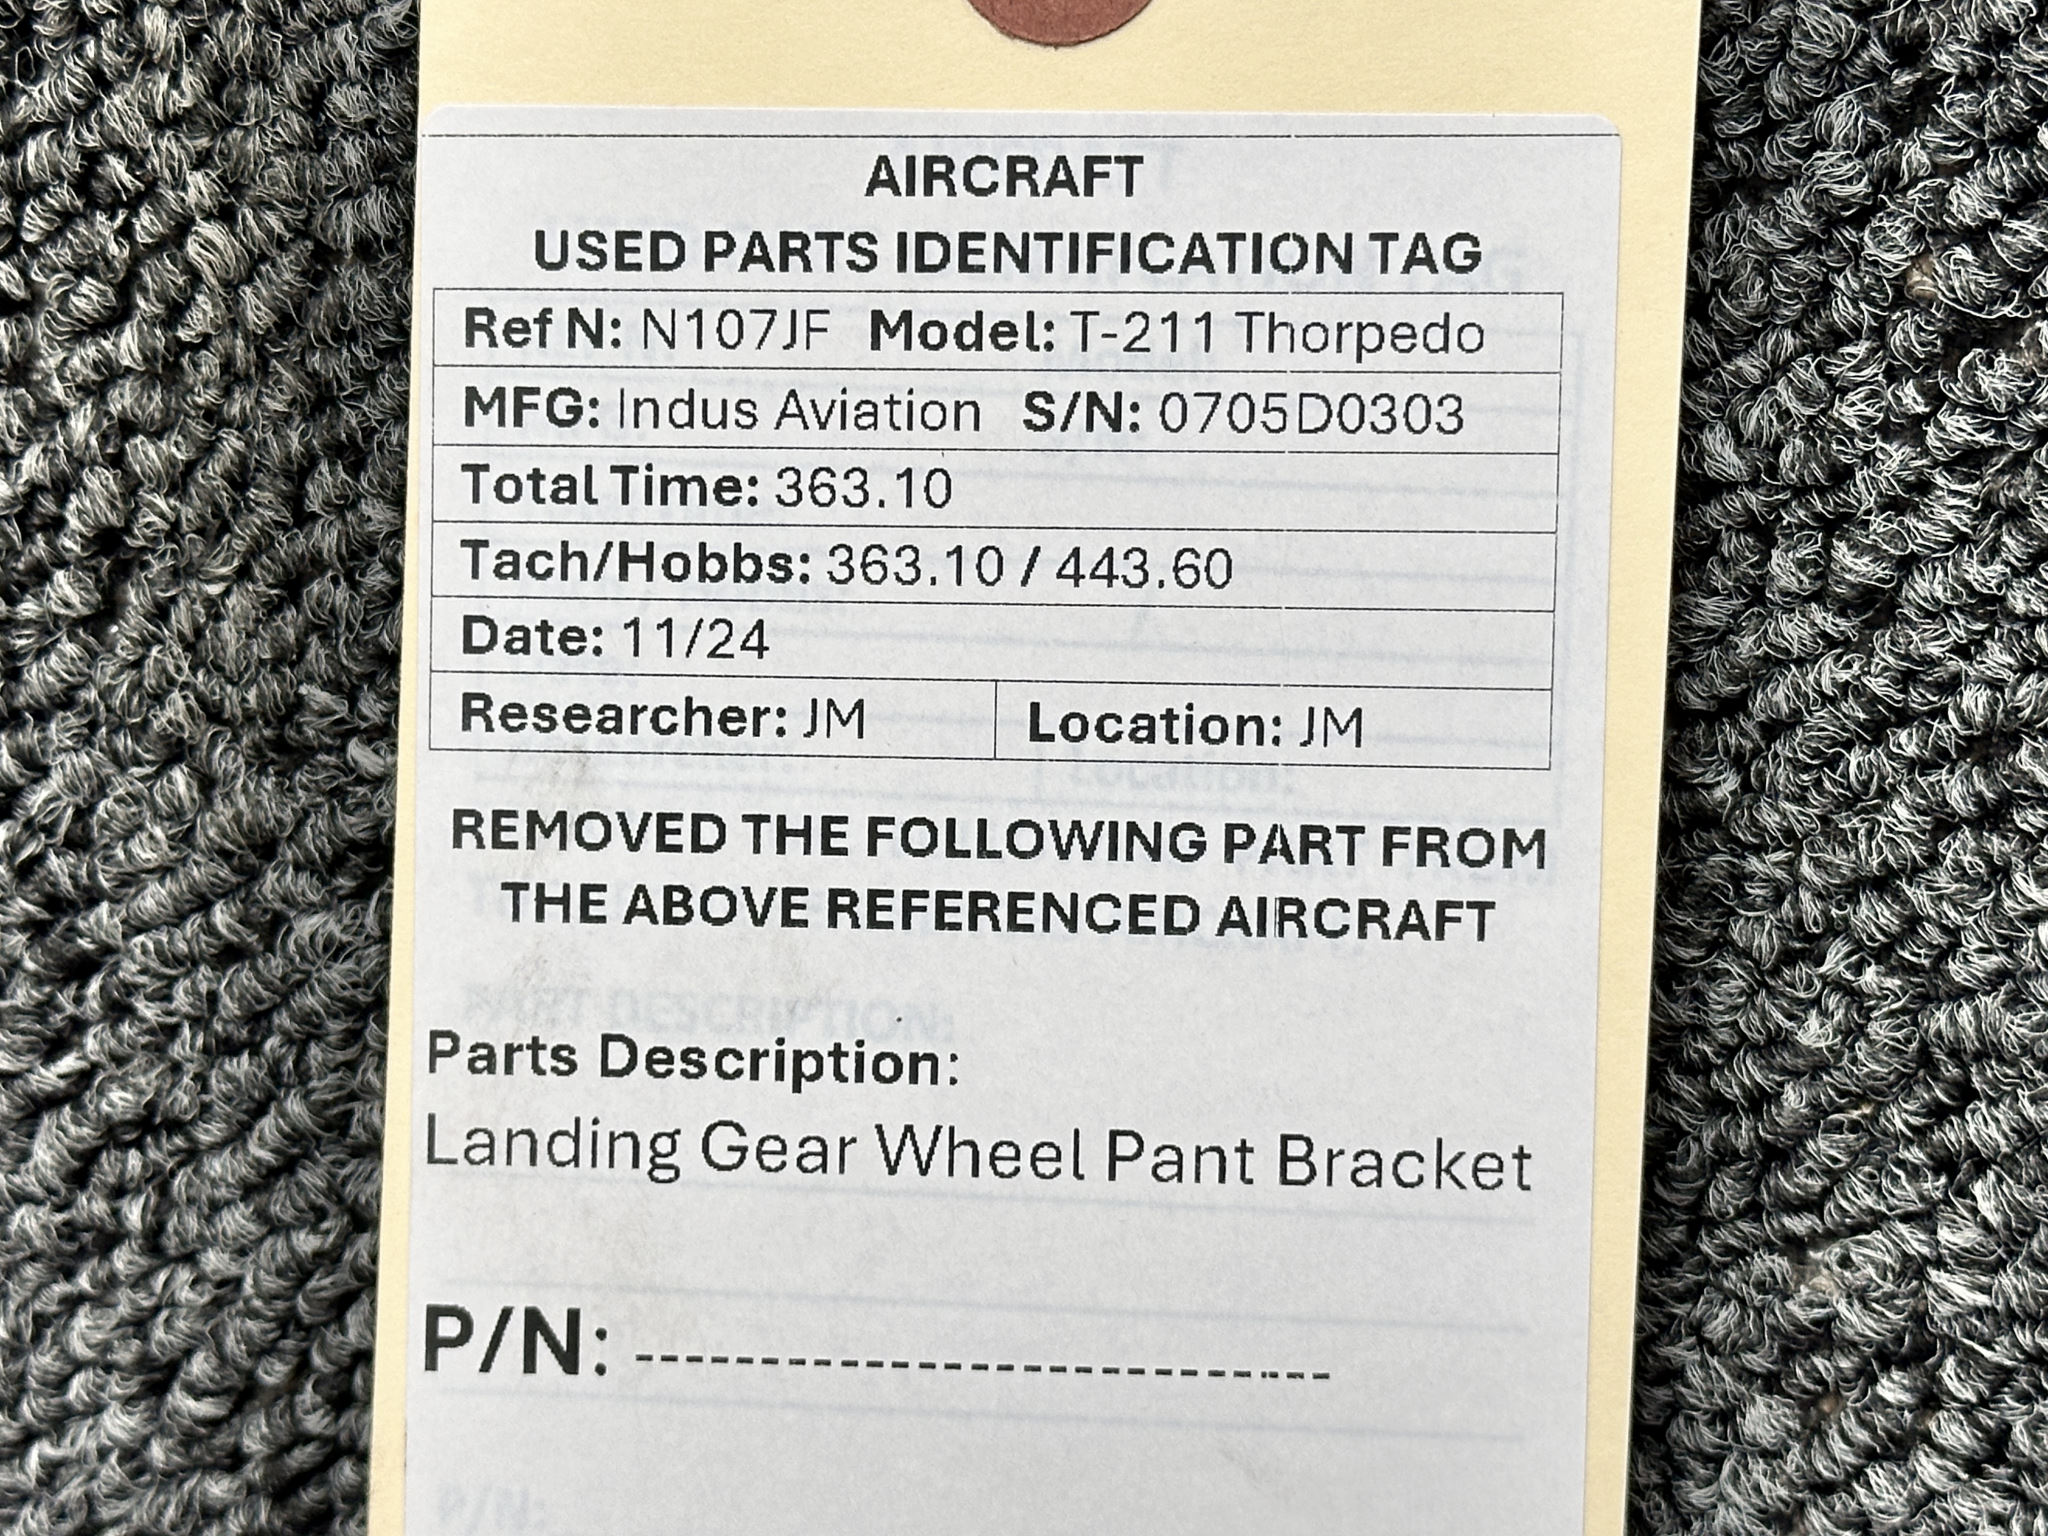 AIRCRAFT
USED PARTS IDENTIFICATION TAG
Ref N: N107JF Model: T-211 Thorpedo
MFG: Indus Aviation S/N: 0705D0303
Total Time: 363.10
Tach/Hobbs: 363.10 / 443.60
Date: 11/24
Researcher: JM Location: JM
REMOVED THE FOLLOWING PART FROM
THE ABOVE REFERENCED AIRCRAFT
PART DESCRIPTION:
Parts Description:
Landing Gear Wheel Pant Bracket
P/N: ---------------------------
P/N: